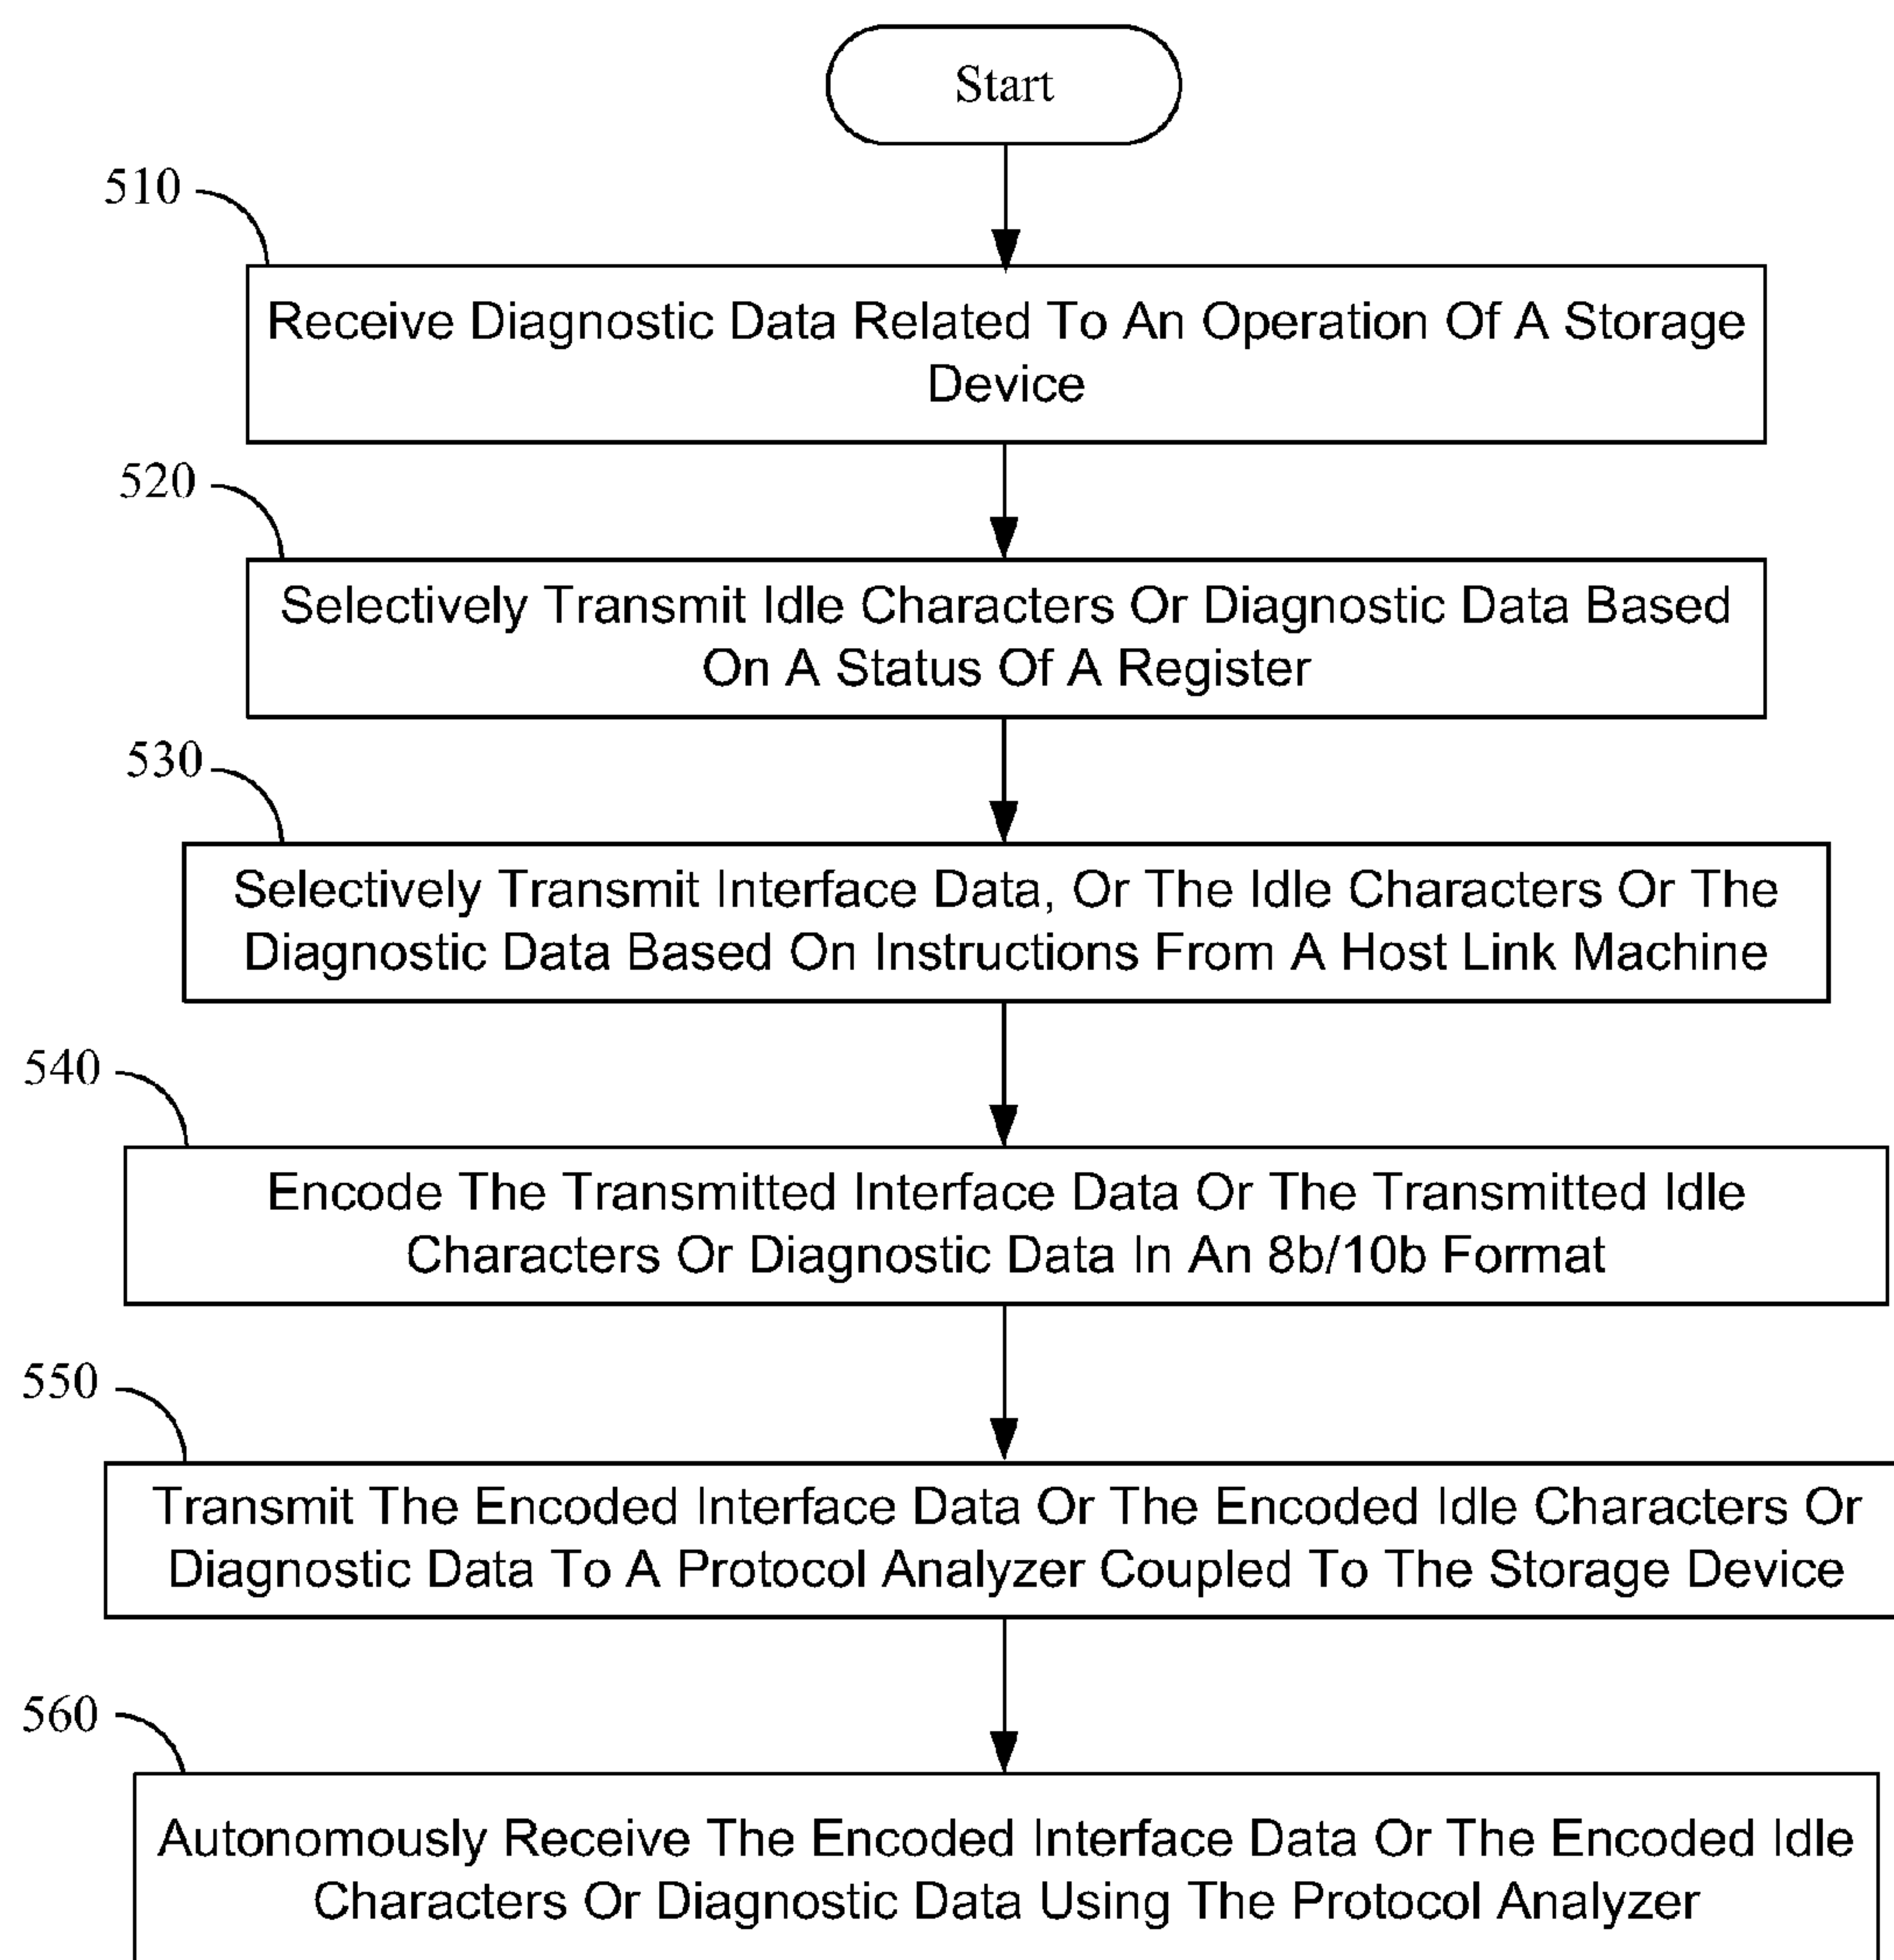 Start
510
Receive Diagnostic Data Related To An Operation Of A Storage
Device
520
Selectively Transmit Idle Characters Or Diagnostic Data Based
On A Status Of A Register
530
Selectively Transmit Interface Data, Or The Idle Characters Or The
Diagnostic Data Based On Instructions From A Host Link Machine
540
Encode The Transmitted Interface Data Or The Transmitted Idle
Characters Or Diagnostic Data In An 8b/10b Format
550
Transmit The Encoded Interface Data Or The Encoded Idle Characters Or
Diagnostic Data To A Protocol Analyzer Coupled To The Storage Device
560
Autonomously Receive The Encoded Interface Data Or The Encoded Idle
Characters Or Diagnostic Data Using The Protocol Analyzer